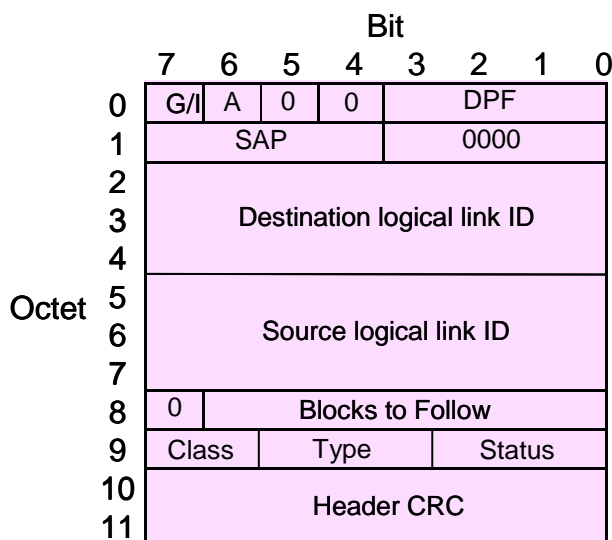 Bit
7 6 5 4 3 2 1 0
0 G/I A 0 0 DPF
1 SAP 0000
2
3 Destination logical link ID
4
5
Octet 6 Source logical link ID
7
8 0 Blocks to Follow
9 Class Type Status
10
Header CRC
11